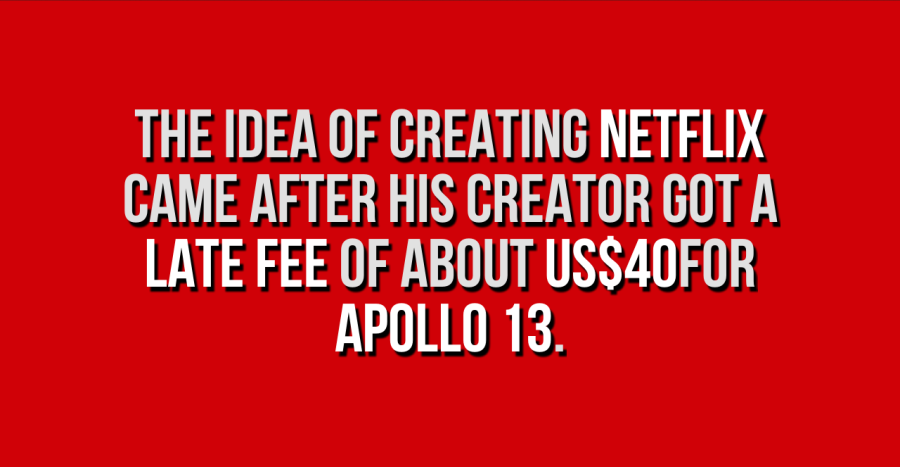 THE IDEA OF CREATING NETFLIX
CAME AFTER HIS CREATOR GOT A
LATE FEE OF ABOUT US$40FOR
APOLLO 13.